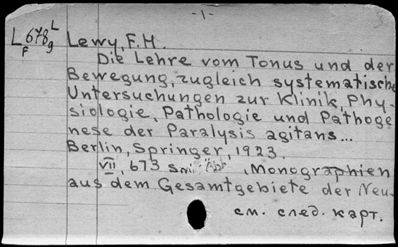 -1-
L 678 L
F g
Lewy, F.H.
Die Lehre vom Tonus und der
Bewegung, zugleich systematische
Untersuchungen zur Klinik, Phy-
siologie, Pathologie und Pathoge
nese der Paralysis agitans...
Berlin, Springer, 1923.
VII, 673 S. mit Abb. Monographien
aus dem Gesamtgebiete der Neu-
см. след. карт.